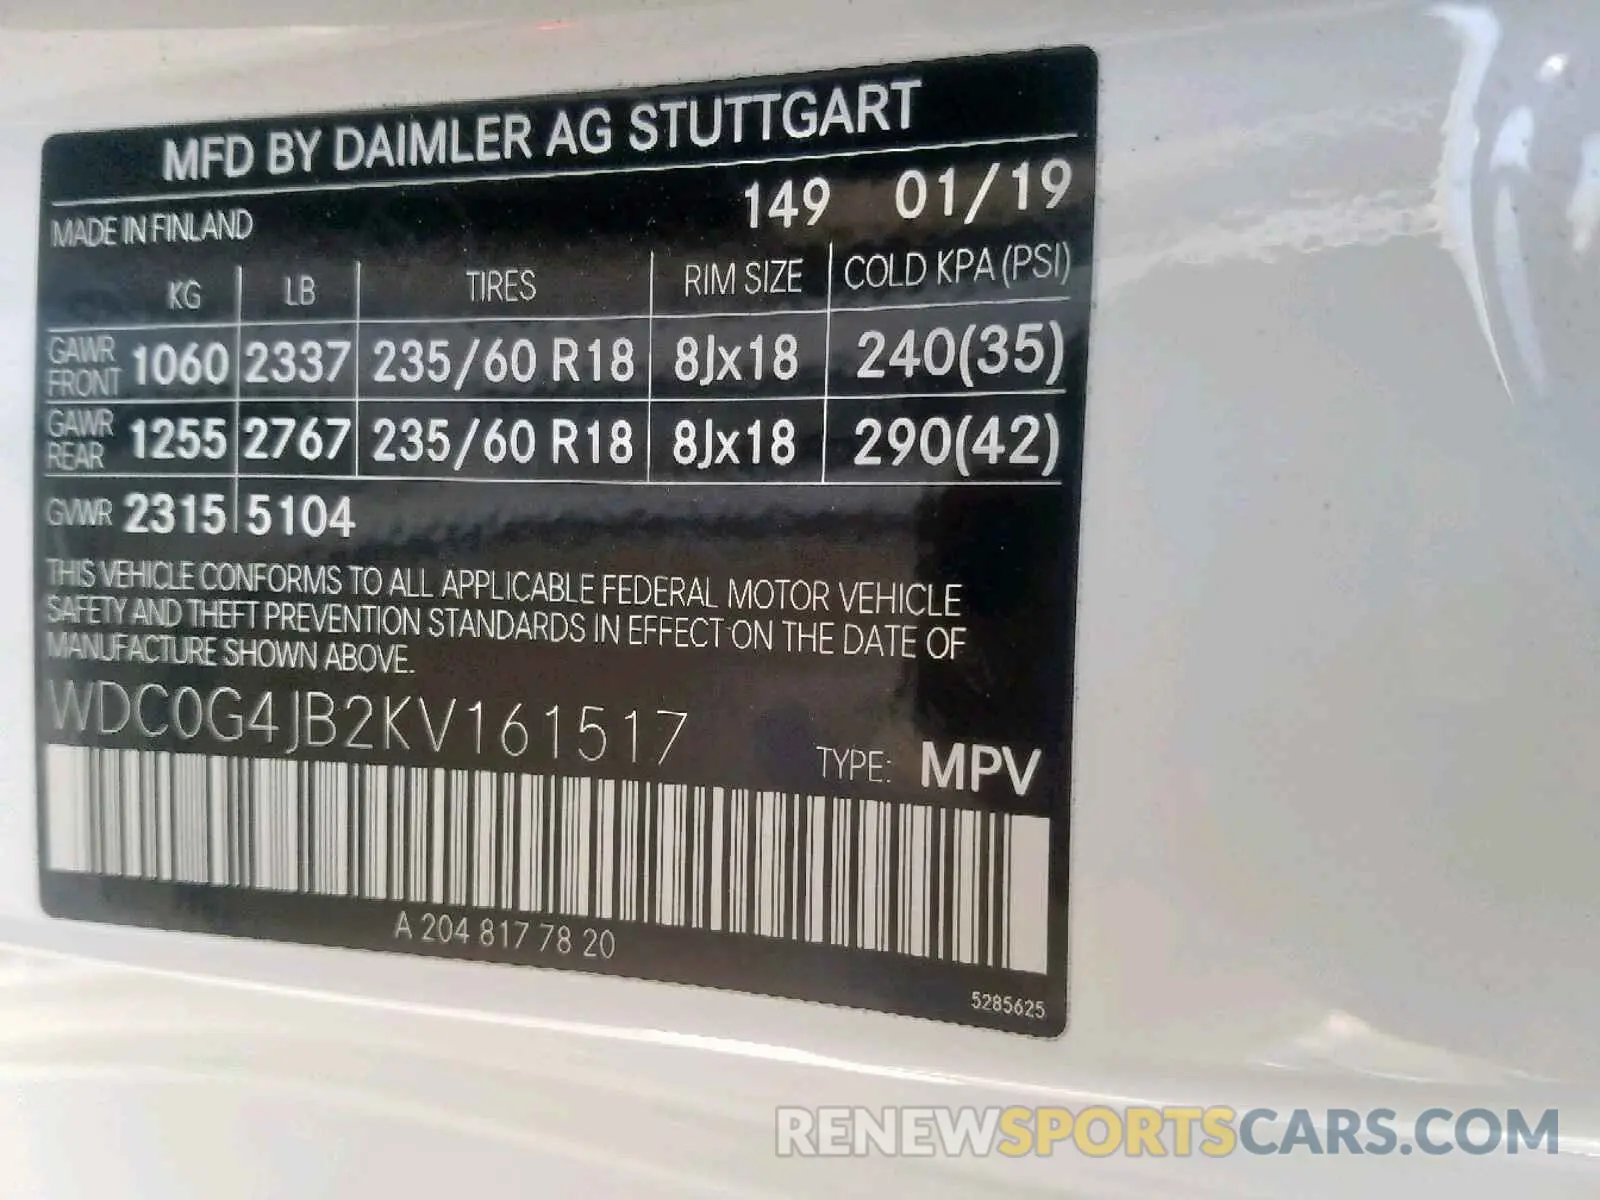 MFD BY DAIMLER AG STUTTGART
MADE IN FINLAND 149 01/19
KG LB TIRES RIM SIZE COLD KPA (PSI)
GAWR FRONT 1060 2337 235/60 R18 8Jx18 240(35)
GAWR REAR 1255 2767 235/60 R18 8Jx18 290(42)
GVWR 2315 5104
THIS VEHICLE CONFORMS TO ALL APPLICABLE FEDERAL MOTOR VEHICLE
SAFETY AND THEFT PREVENTION STANDARDS IN EFFECT ON THE DATE OF
MANUFACTURE SHOWN ABOVE.
WDC0G4JB2KV161517
TYPE: MPV
A 204 817 78 20
5285625
RENEWSPORTSCARS.COM